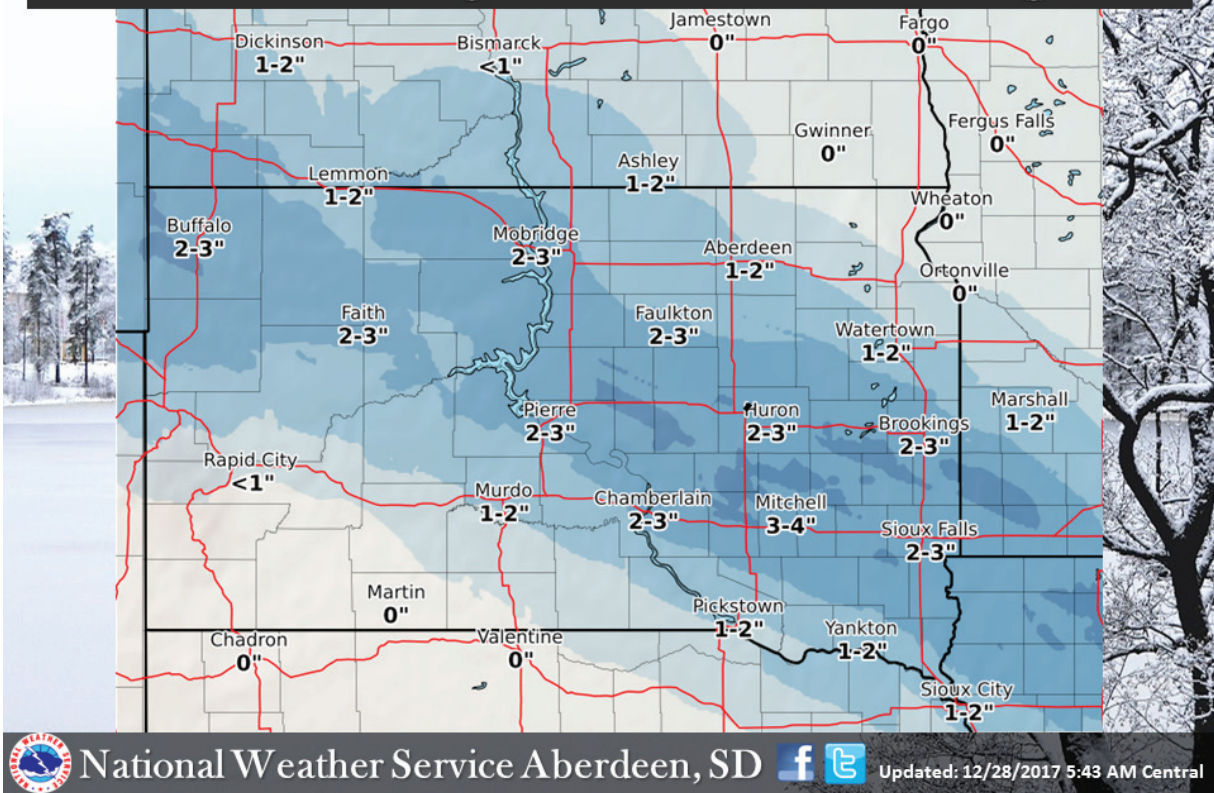 Jamestown
0"
Fargo
0"
Dickinson
1-2"
Bismarck
<1"
Gwinner
0"
Fergus Falls
0"
Ashley
1-2"
Lemmon
1-2"
Wheaton
0"
Buffalo
2-3"
Mobridge
2-3"
Aberdeen
1-2"
Ortonville
0"
Faith
2-3"
Faulkton
2-3"
Watertown
1-2"
Marshall
1-2"
Pierre
2-3"
Huron
2-3"
Brookings
2-3"
Rapid City
<1"
Murdo
1-2"
Chamberlain
2-3"
Mitchell
3-4"
Sioux Falls
2-3"
Martin
0"
Pickstown
1-2"
Yankton
1-2"
Chadron
0"
Valentine
0"
Sioux City
1-2"
NATIONAL WEATHER SERVICE
National Weather Service Aberdeen, SD
Updated: 12/28/2017 5:43 AM Central